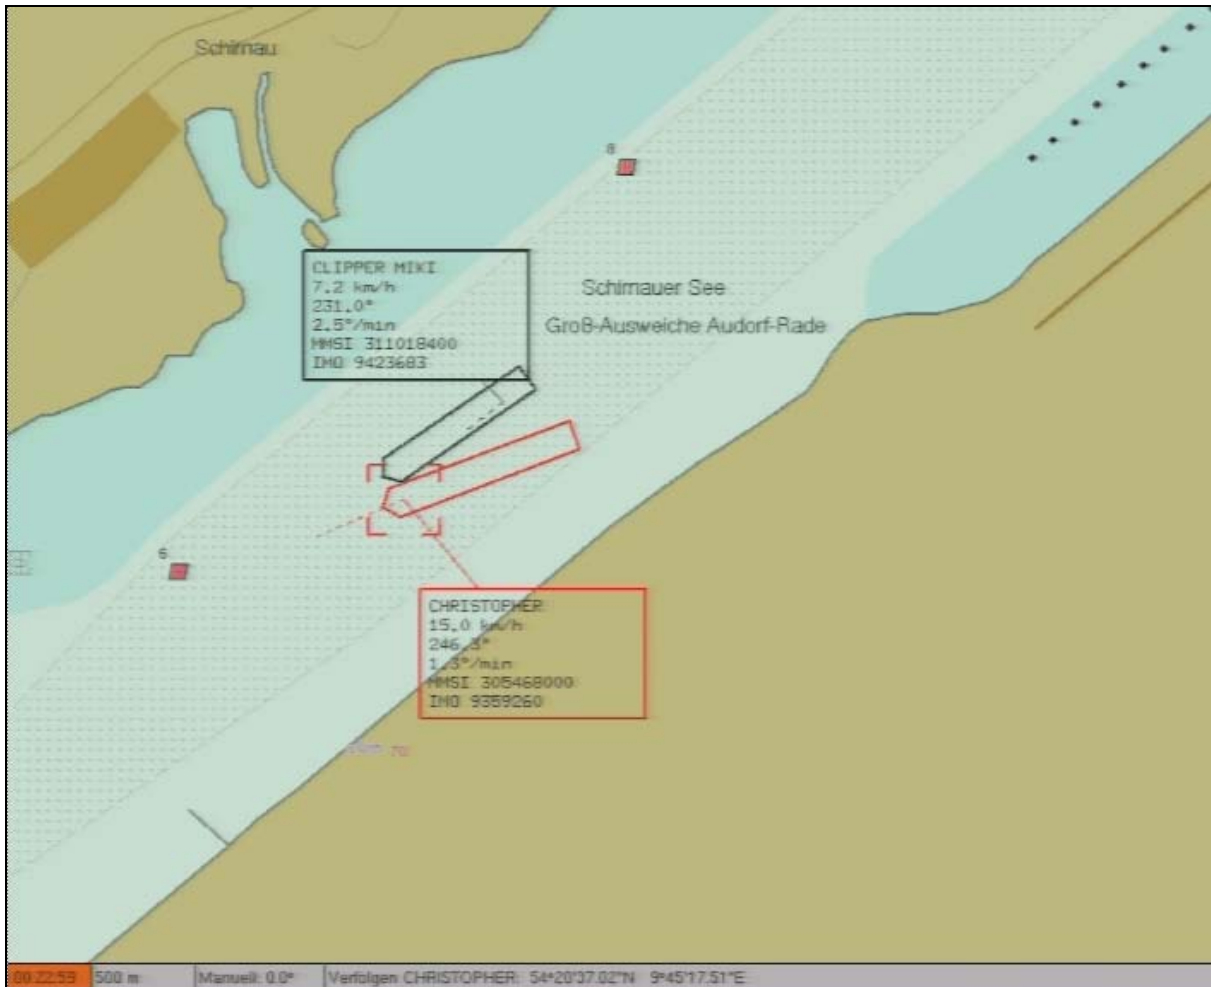 Schirnau
8
CLIPPER MIKI
7.2 km/h
231.0°
2.5°/min
MMSI 311018400
IMO 9423683
Schirnauer See
Groß-Ausweiche Audorf-Rade
6
CHRISTOPHER
15.0 km/h
246.3°
1.3°/min
MMSI 305468000
IMO 9359260
70
00:22:59 500 m Manuell: 0.0° Verfolgen CHRISTOPHER: 54°20'37.02"N 9°45'17.51"E